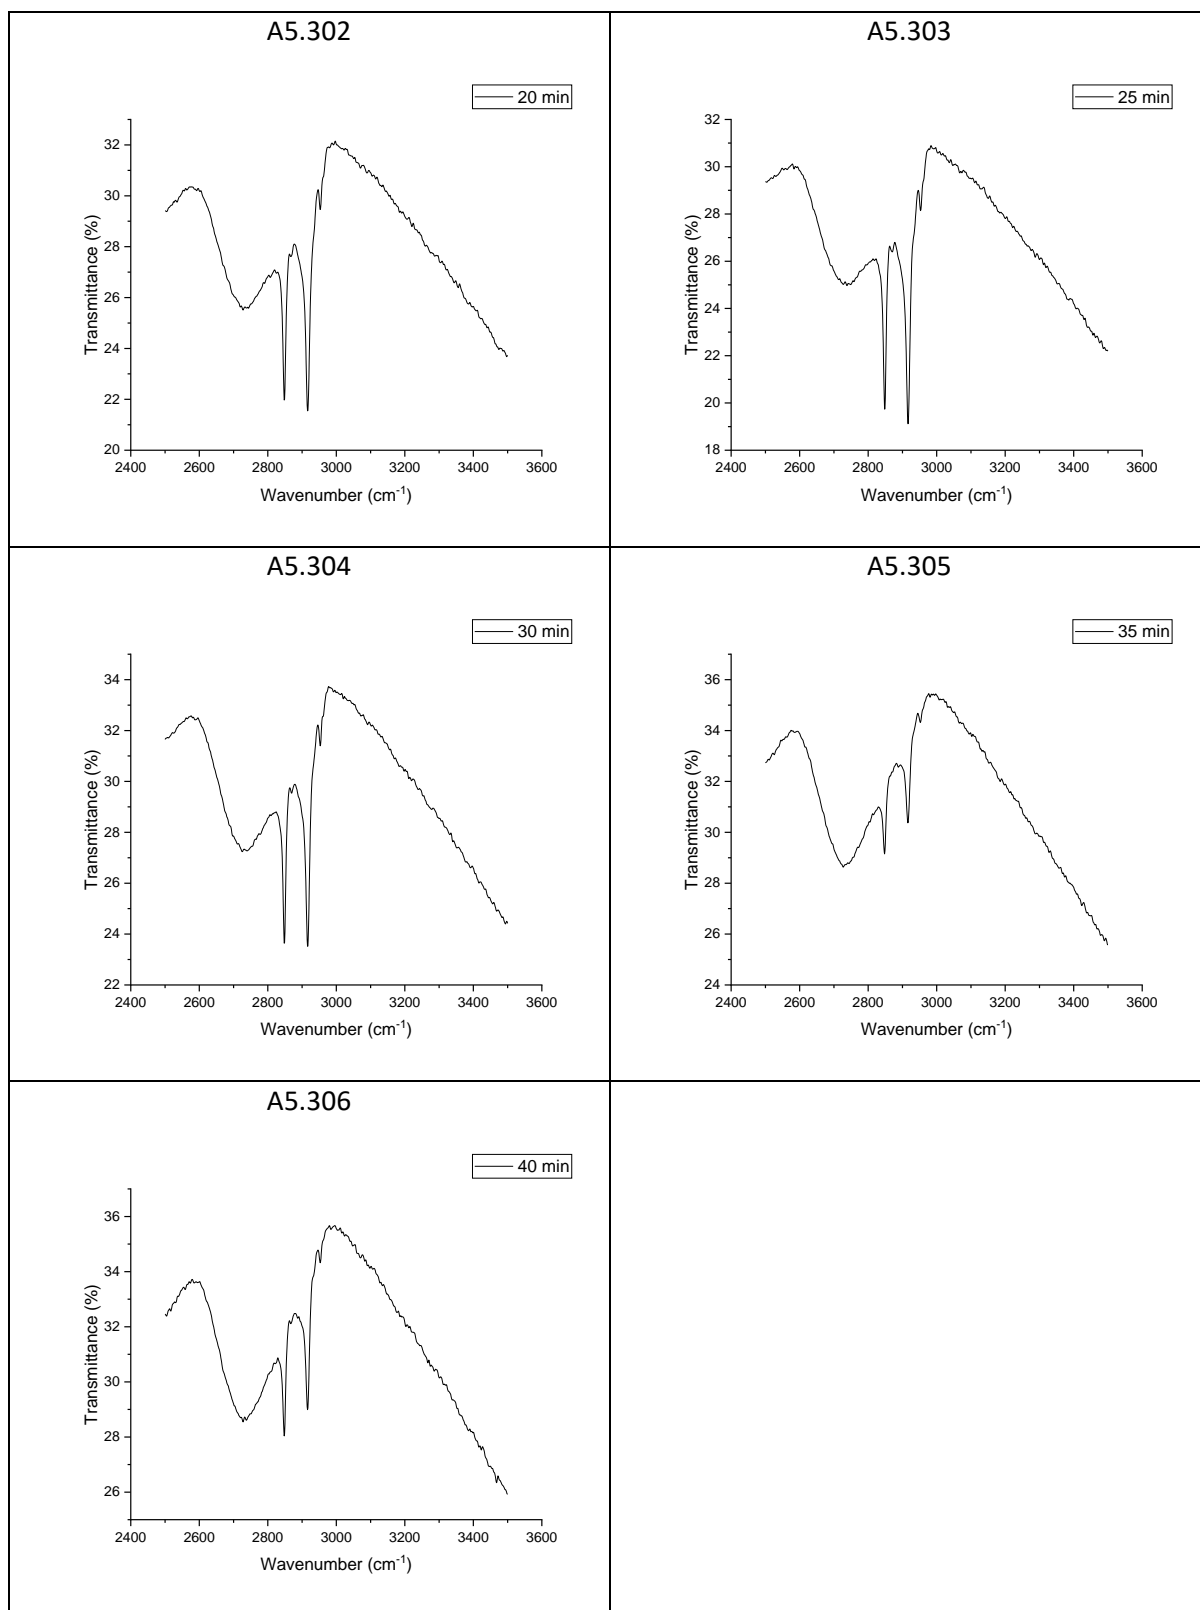 A5.302
20 min
32
30
28
26
24
22
20
Transmittance (%)
2400 2600 2800 3000 3200 3400 3600
Wavenumber (cm⁻¹)
A5.303
25 min
32
30
28
26
24
22
20
18
Transmittance (%)
2400 2600 2800 3000 3200 3400 3600
Wavenumber (cm⁻¹)
A5.304
30 min
34
32
30
28
26
24
22
Transmittance (%)
2400 2600 2800 3000 3200 3400 3600
Wavenumber (cm⁻¹)
A5.305
35 min
36
34
32
30
28
26
24
Transmittance (%)
2400 2600 2800 3000 3200 3400 3600
Wavenumber (cm⁻¹)
A5.306
40 min
36
34
32
30
28
26
Transmittance (%)
2400 2600 2800 3000 3200 3400 3600
Wavenumber (cm⁻¹)